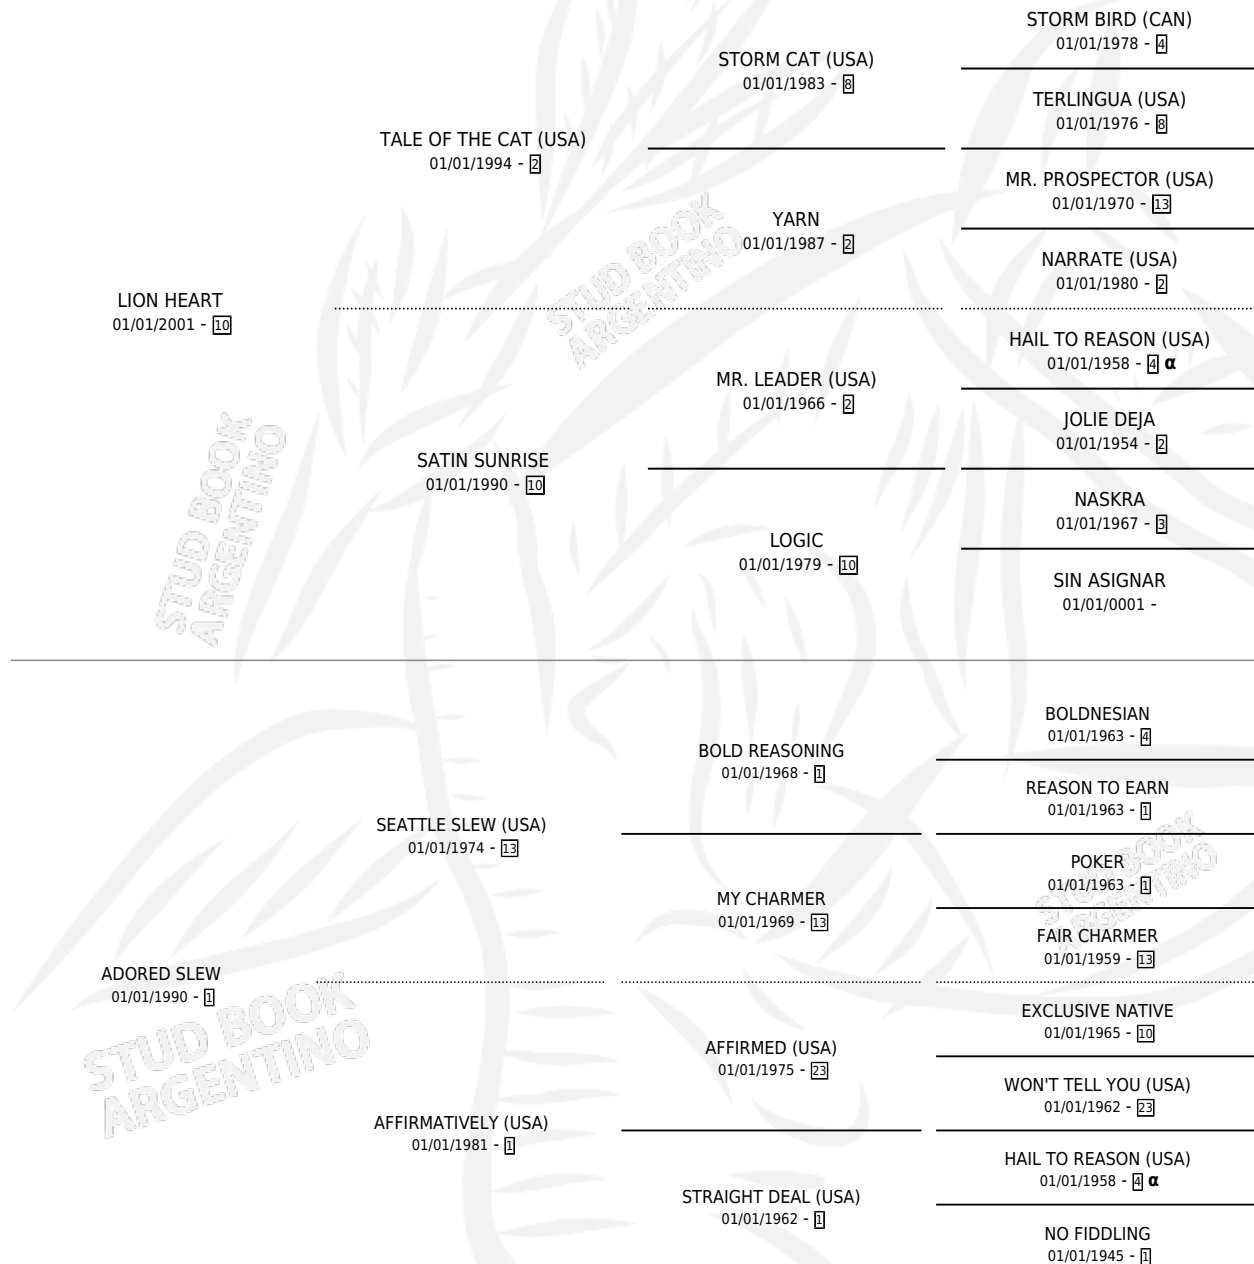 STORM BIRD (CAN)
01/01/1978 - 4
STORM CAT (USA)
01/01/1983 - 8
TERLINGUA (USA)
01/01/1976 - 8
TALE OF THE CAT (USA)
01/01/1994 - 2
MR. PROSPECTOR (USA)
01/01/1970 - 13
YARN
01/01/1987 - 2
NARRATE (USA)
01/01/1980 - 2
LION HEART
01/01/2001 - 10
HAIL TO REASON (USA)
01/01/1958 - 4 α
MR. LEADER (USA)
01/01/1966 - 2
JOLIE DEJA
01/01/1954 - 2
SATIN SUNRISE
01/01/1990 - 10
NASKRA
01/01/1967 - 3
LOGIC
01/01/1979 - 10
SIN ASIGNAR
01/01/0001 -
BOLDNESIAN
01/01/1963 - 4
BOLD REASONING
01/01/1968 - 1
REASON TO EARN
01/01/1963 - 1
SEATTLE SLEW (USA)
01/01/1974 - 13
POKER
01/01/1963 - 1
MY CHARMER
01/01/1969 - 13
FAIR CHARMER
01/01/1959 - 13
ADORED SLEW
01/01/1990 - 1
EXCLUSIVE NATIVE
01/01/1965 - 10
AFFIRMED (USA)
01/01/1975 - 23
WON'T TELL YOU (USA)
01/01/1962 - 23
AFFIRMATIVELY (USA)
01/01/1981 - 1
HAIL TO REASON (USA)
01/01/1958 - 4 α
STRAIGHT DEAL (USA)
01/01/1962 - 1
NO FIDDLING
01/01/1945 - 1
STUD BOOK
ARGENTINO
STUD BOOK
ARGENTINO
STUD BOOK
ARGENTINO
STUD BOOK
ARGENTINO